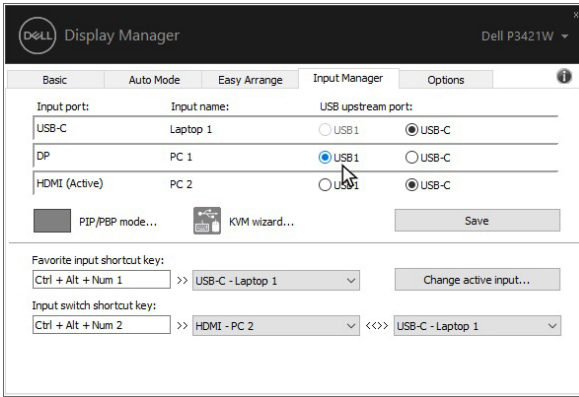 DELL Display Manager Dell P3421W
Basic Auto Mode Easy Arrange Input Manager Options
Input port: Input name: USB upstream port:
USB-C Laptop 1 USB1 USB-C
DP PC 1 USB1 USB-C
HDMI (Active) PC 2 USB1 USB-C
PIP/PBP mode... KVM wizard... Save
Favorite input shortcut key:
Ctrl + Alt + Num 1 >> USB-C - Laptop 1 Change active input...
Input switch shortcut key:
Ctrl + Alt + Num 2 >> HDMI - PC 2 <<>> USB-C - Laptop 1